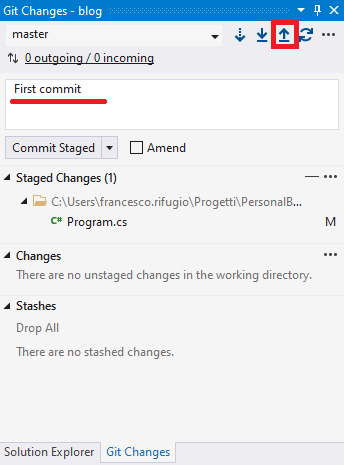 Git Changes - blog
master
0 outgoing / 0 incoming
First commit
Commit Staged
Amend
Staged Changes (1)
C:\Users\francesco.rifugio\Progetti\PersonalB...
C# Program.cs M
Changes
There are no unstaged changes in the working directory.
Stashes
Drop All
There are no stashed changes.
Solution Explorer Git Changes